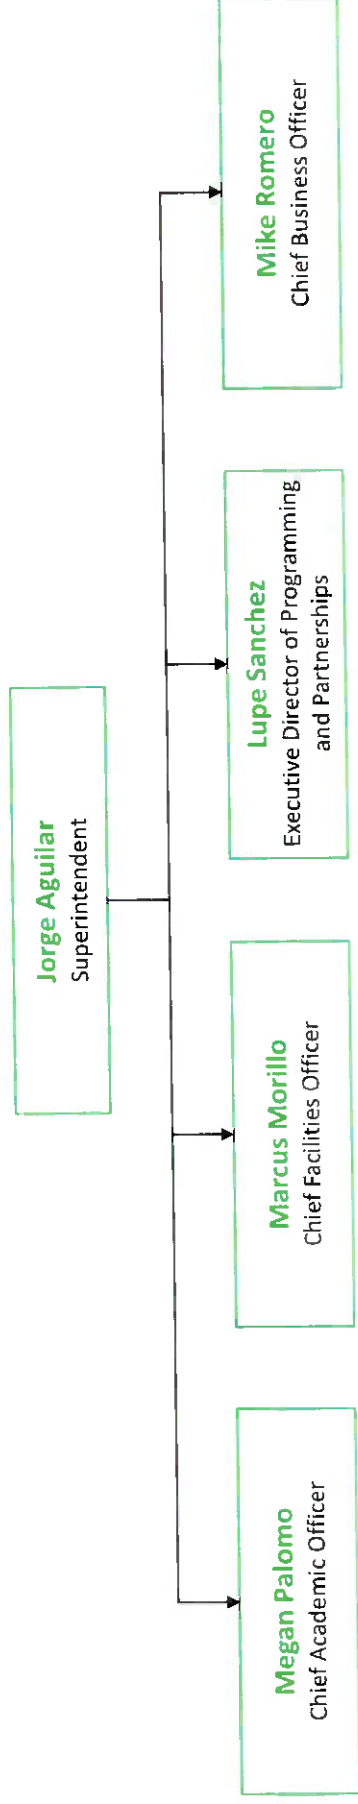 Jorge Aguilar
Superintendent
Megan Palomo
Chief Academic Officer
Marcus Morillo
Chief Facilities Officer
Lupe Sanchez
Executive Director of Programming
and Partnerships
Mike Romero
Chief Business Officer